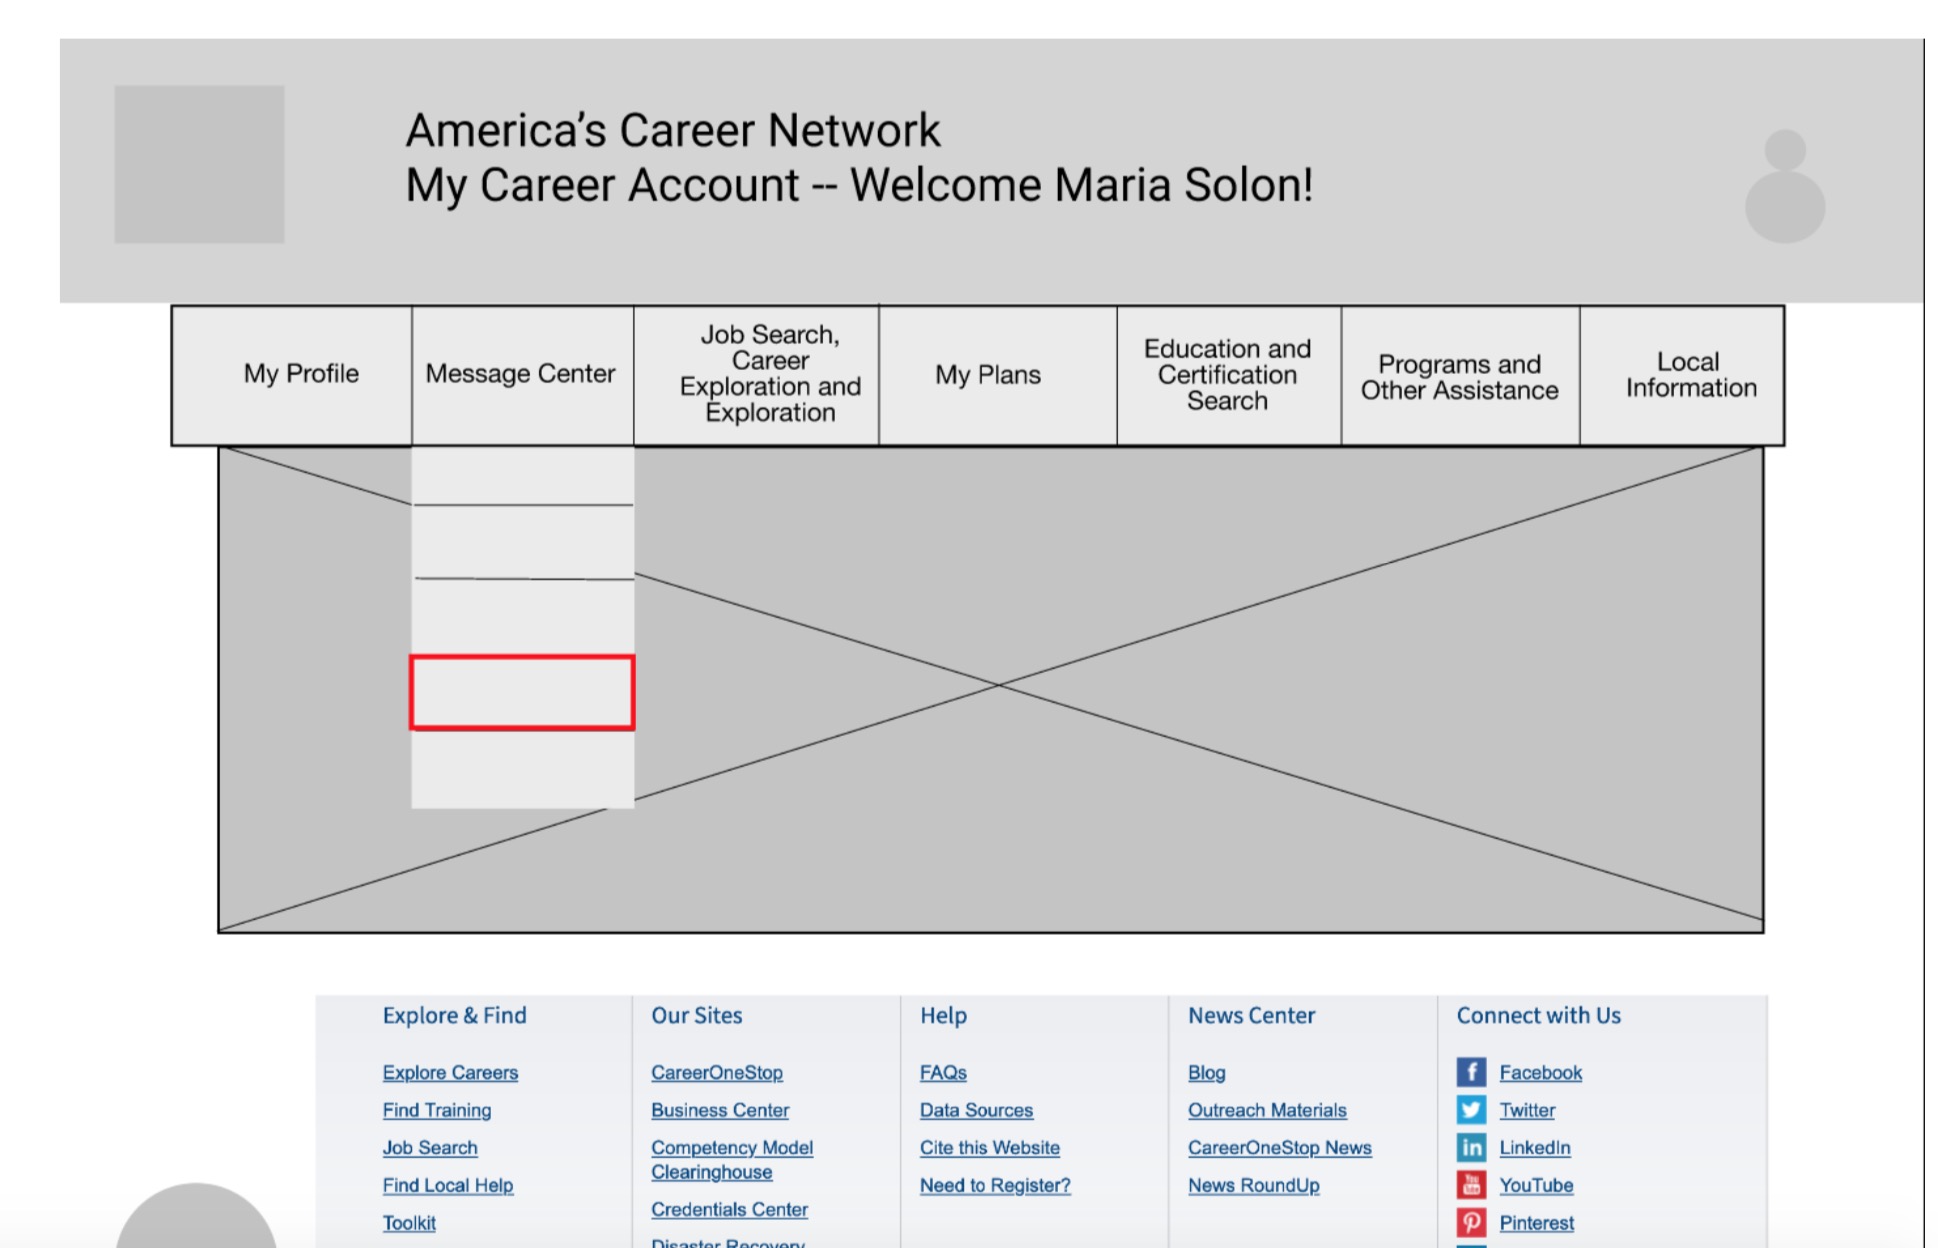 America's Career Network
My Career Account -- Welcome Maria Solon!
My Profile
Message Center
Job Search,
Career
Exploration and
Exploration
My Plans
Education and
Certification
Search
Programs and
Other Assistance
Local
Information
Explore & Find
Explore Careers
Find Training
Job Search
Find Local Help
Toolkit
Our Sites
CareerOneStop
Business Center
Competency Model
Clearinghouse
Credentials Center
Disaster Recovery
Help
FAQs
Data Sources
Cite this Website
Need to Register?
News Center
Blog
Outreach Materials
CareerOneStop News
News RoundUp
Connect with Us
Facebook
Twitter
LinkedIn
YouTube
Pinterest